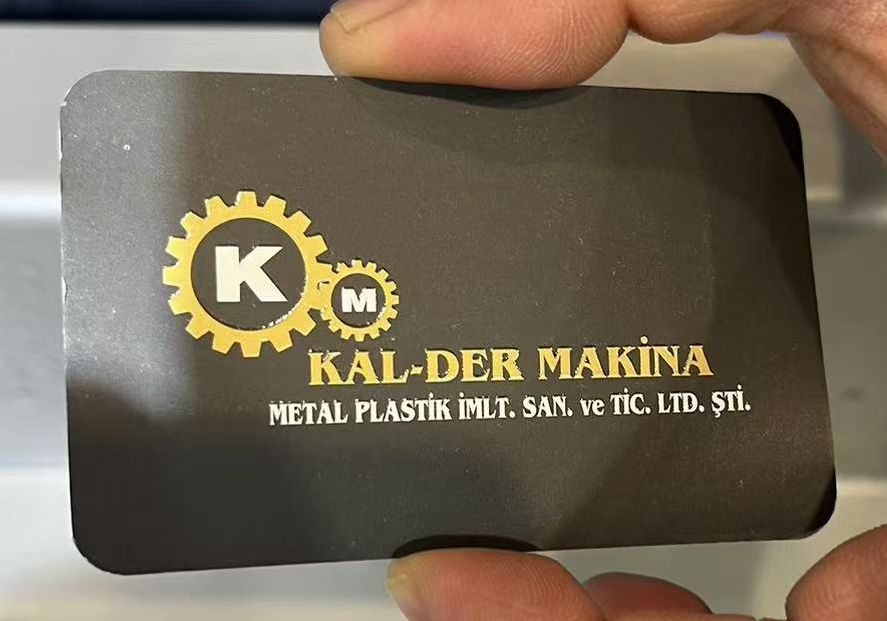 K
M
KAL-DER MAKİNA
METAL PLASTİK İMLT. SAN. ve TİC. LTD. ŞTİ.